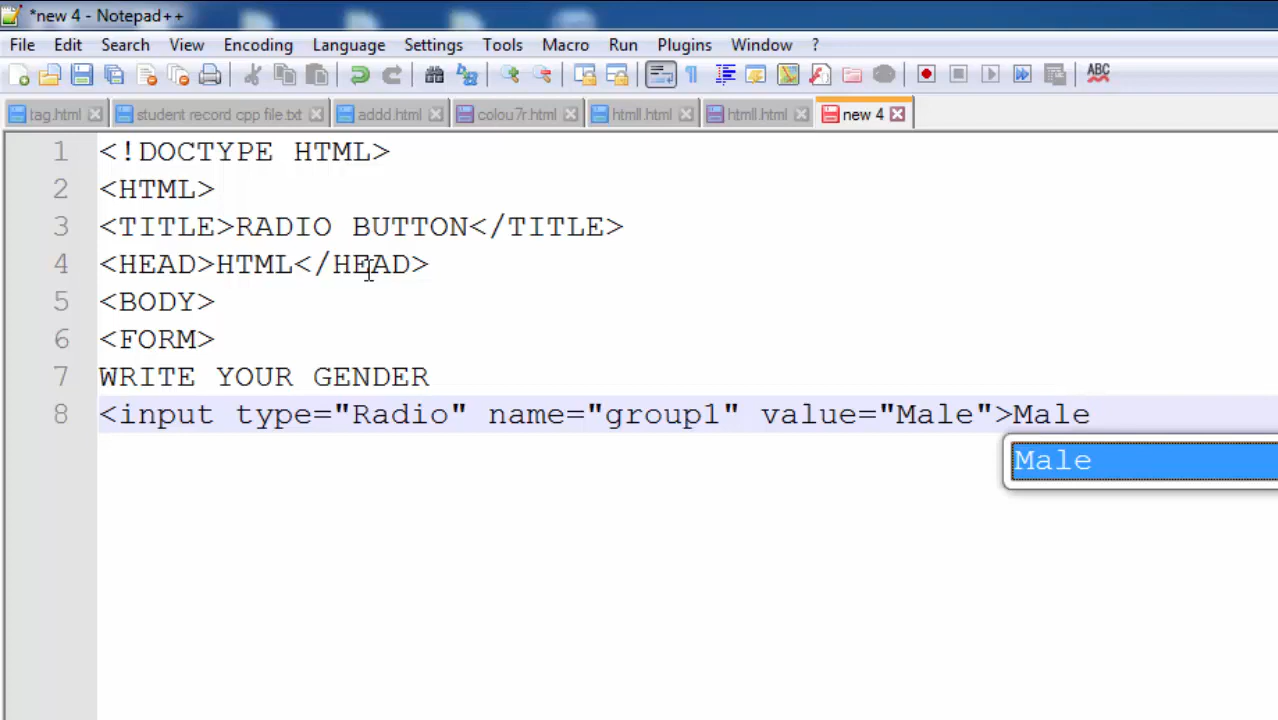 *new 4 - Notepad++
File Edit Search View Encoding Language Settings Tools Macro Run Plugins Window ?
ABC
tag.html student record cpp file.txt addd.html colou7r.html htmll.html htmll.html new 4
1 <!DOCTYPE HTML>
2 <HTML>
3 <TITLE>RADIO BUTTON</TITLE>
4 <HEAD>HTML</HEAD>
5 <BODY>
6 <FORM>
7 WRITE YOUR GENDER
8 <input type="Radio" name="group1" value="Male">Male
Male